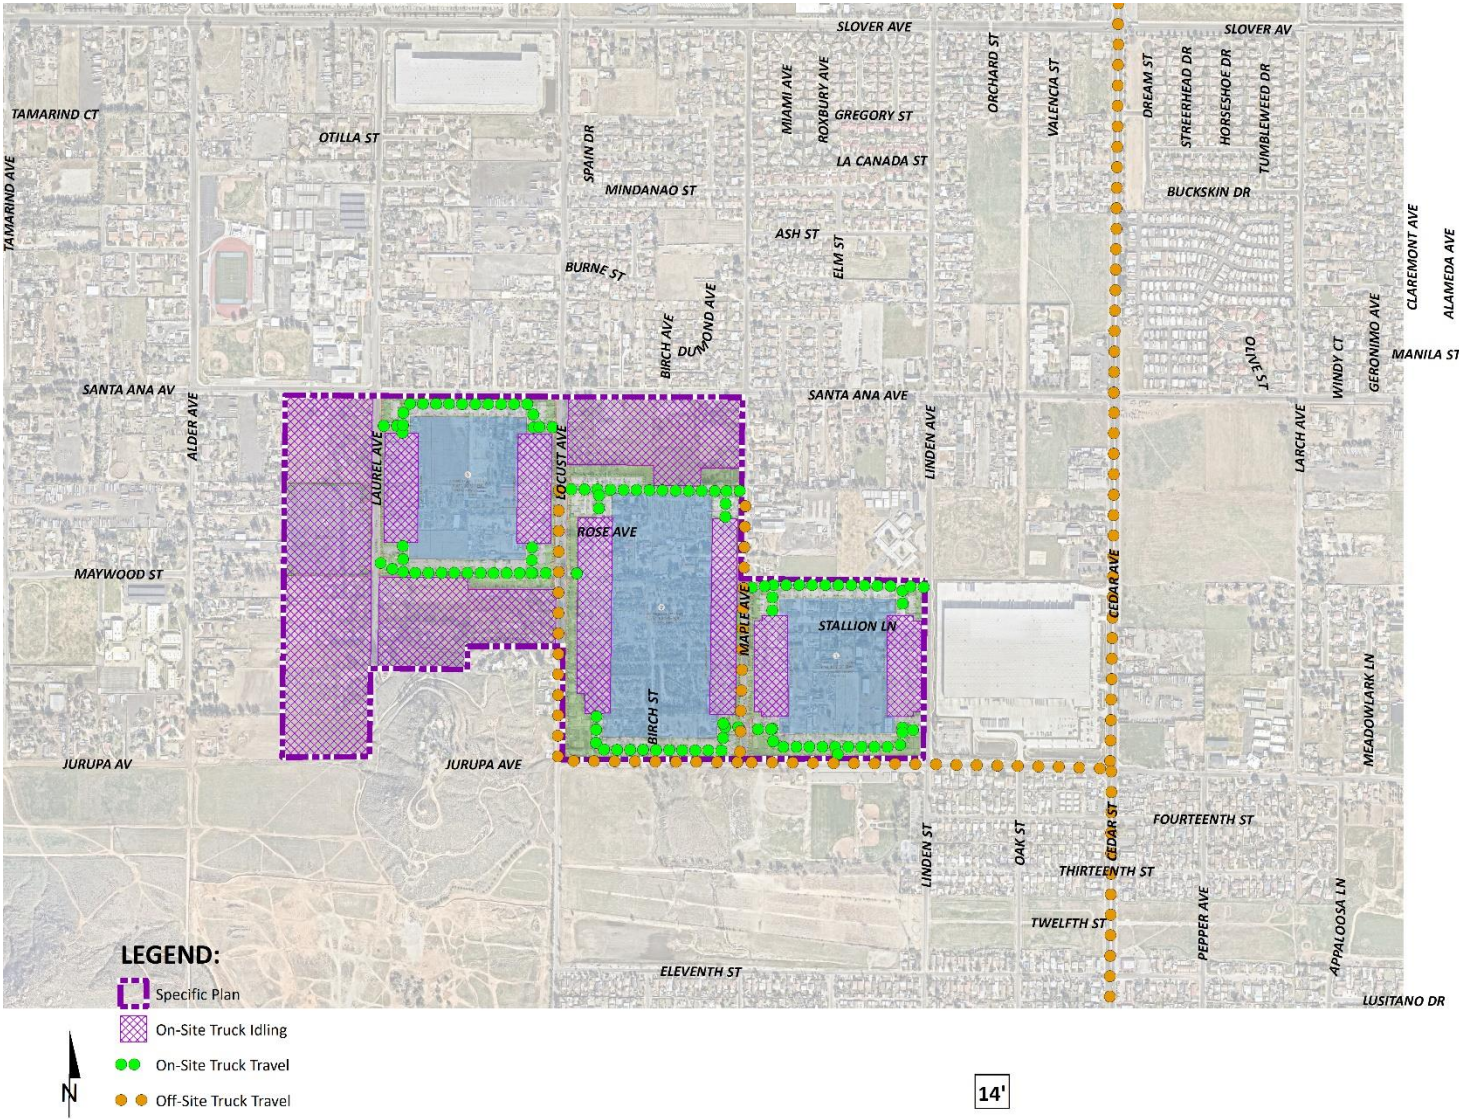 SLOVER AVE
SLOVER AV
TAMARIND CT
OTILLA ST
SPAIN DR
MIAMI AVE
ROXBURY AVE
GREGORY ST
ORCHARD ST
VALENCIA ST
DREAM ST
STREERHEAD DR
HORSESHOE DR
TUMBLEWEED DR
LA CANADA ST
TAMARIND AVE
MINDANAO ST
BUCKSKIN DR
ASH ST
ELM ST
CLAREMONT AVE
ALAMEDA AVE
BURNE ST
BIRCH AVE
DUMOND AVE
OLIVE ST
WINDY CT
GERONIMO AVE
MANILA ST
SANTA ANA AV
SANTA ANA AVE
ALDER AVE
LAUREL AVE
LOCUST AVE
LINDEN AVE
LARCH AVE
ROSE AVE
MAYWOOD ST
MAPLE AVE
CEDAR AVE
STALLION LN
BIRCH ST
MEADOWLARK LN
JURUPA AV
JURUPA AVE
LINDEN ST
OAK ST
CEDAR ST
FOURTEENTH ST
THIRTEENTH ST
TWELFTH ST
PEPPER AVE
APPALOOSA LN
ELEVENTH ST
LUSITANO DR
LEGEND:
Specific Plan
On-Site Truck Idling
On-Site Truck Travel
Off-Site Truck Travel
N
14'